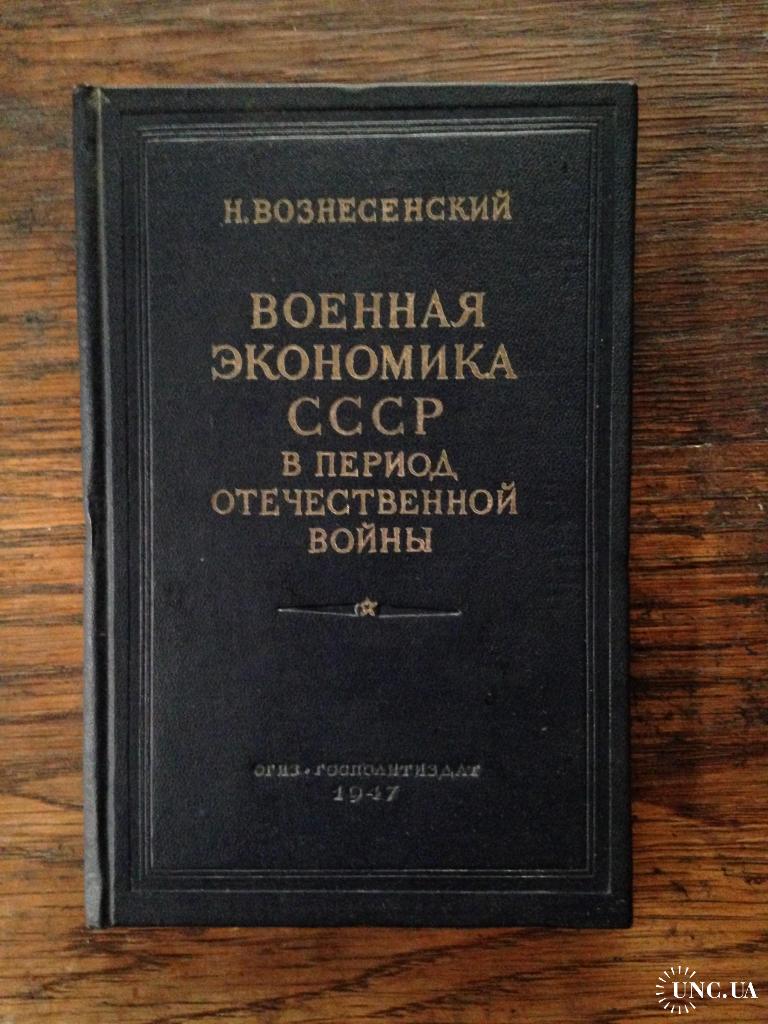 Н. ВОЗНЕСЕНСКИЙ
ВОЕННАЯ
ЭКОНОМИКА
СССР
В ПЕРИОД
ОТЕЧЕСТВЕННОЙ
ВОЙНЫ
ОГИЗ • ГОСПОЛИТИЗДАТ
1947
UNC.UA